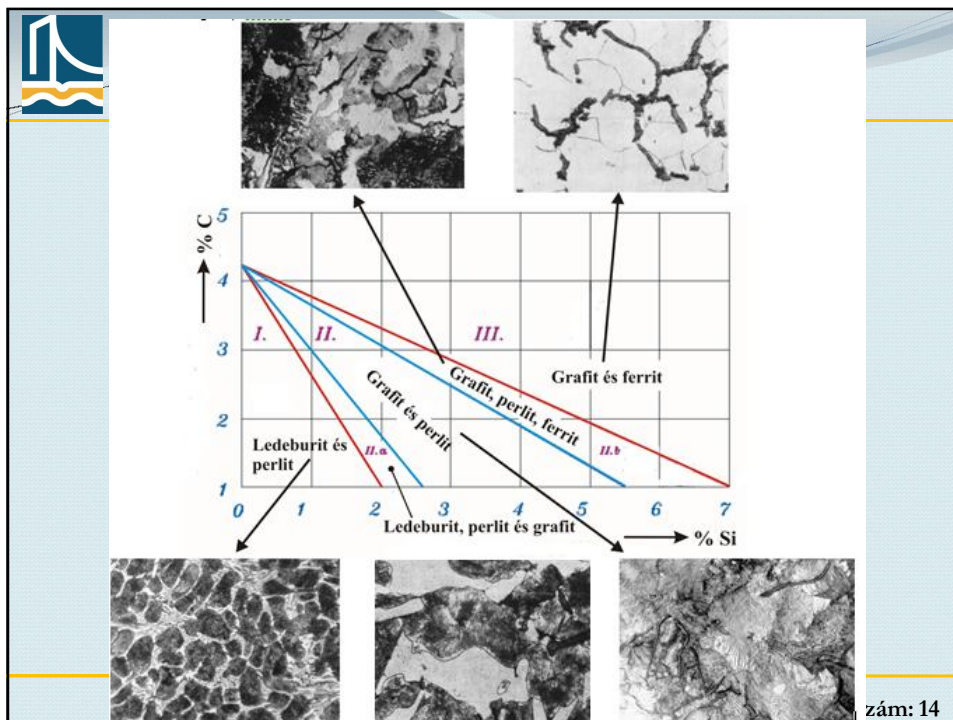 5
% C
4
3
2
1
I.
II.
III.
Grafit és perlit
Grafit, perlit, ferrit
Grafit és ferrit
Ledeburit és
perlit
II.a
II.b
0 1 2 3 4 5 6 7
Ledeburit, perlit és grafit
% Si
zám: 14